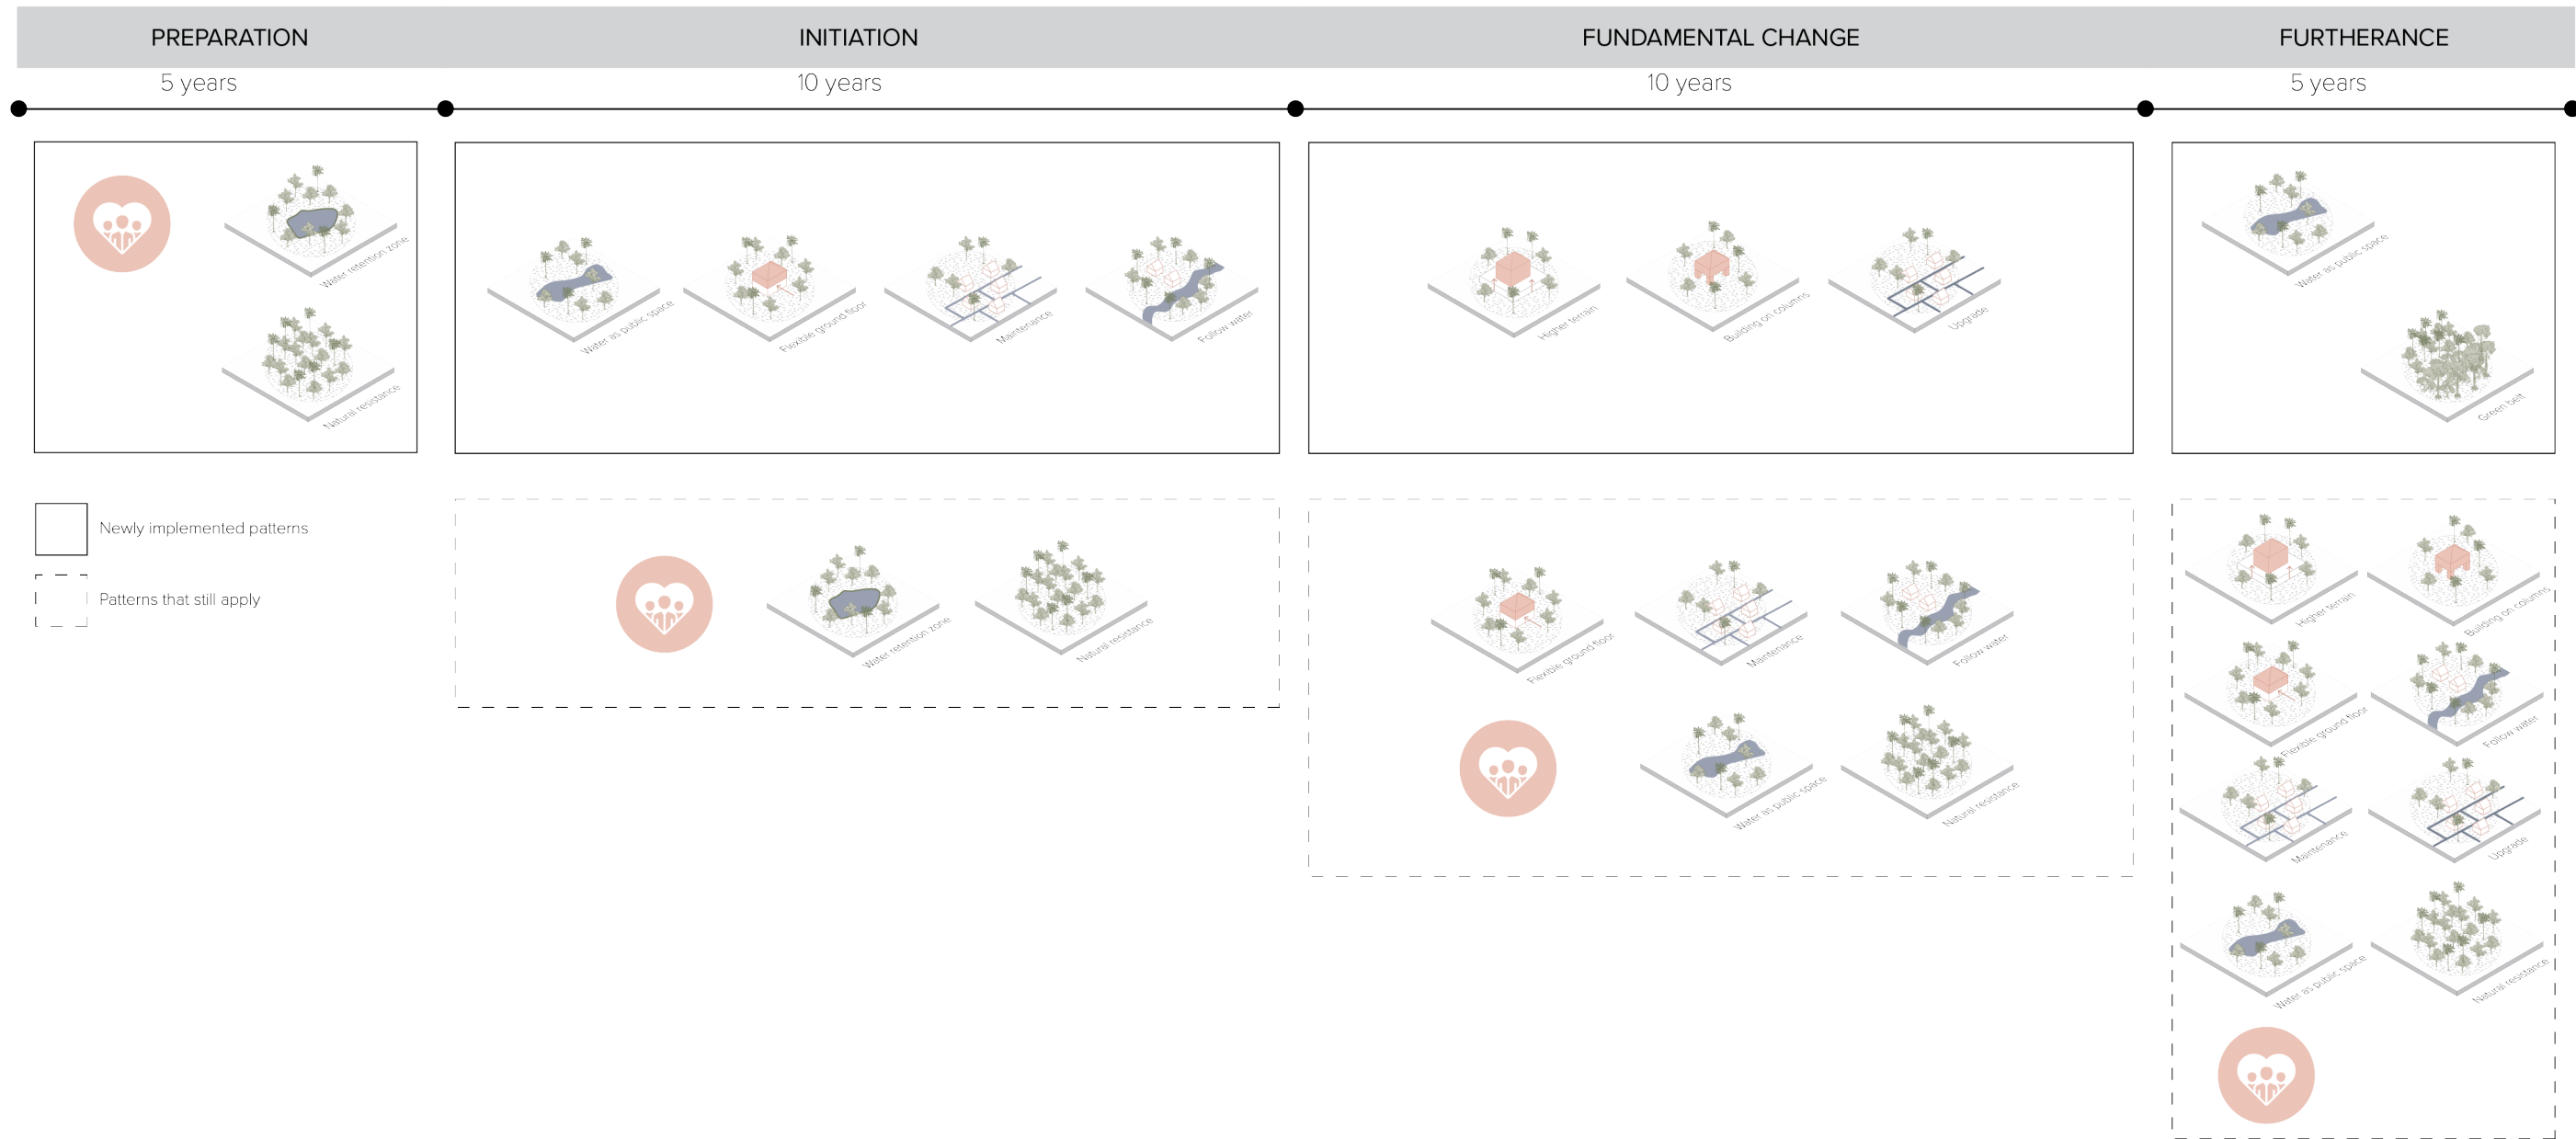 PREPARATION
INITIATION
FUNDAMENTAL CHANGE
FURTHERANCE
5 years
10 years
10 years
5 years
Water retention zone
Natural resistance
Water as public space
Flexible ground floor
Maintenance
Follow water
Higher terrain
Building on columns
Upgrade
Water as public space
Green belt
Newly implemented patterns
Patterns that still apply
Water retention zone
Natural resistance
Flexible ground floor
Maintenance
Follow water
Water as public space
Natural resistance
Higher terrain
Building on columns
Flexible ground floor
Follow water
Maintenance
Upgrade
Water as public space
Natural resistance